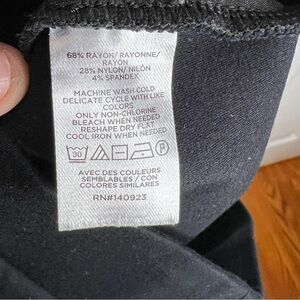 68% RAYON/RAYONNE/
RAYON
28% NYLON/NILÓN
4% SPANDEX
MACHINE WASH COLD
DELICATE CYCLE WITH LIKE
COLORS
ONLY NON-CHLORINE
BLEACH WHEN NEEDED
RESHAPE DRY FLAT
COOL IRON WHEN NEEDED
30 P
AVEC DES COULEURS
SEMBLABLES / CON
COLORES SIMILARES
RN#140923